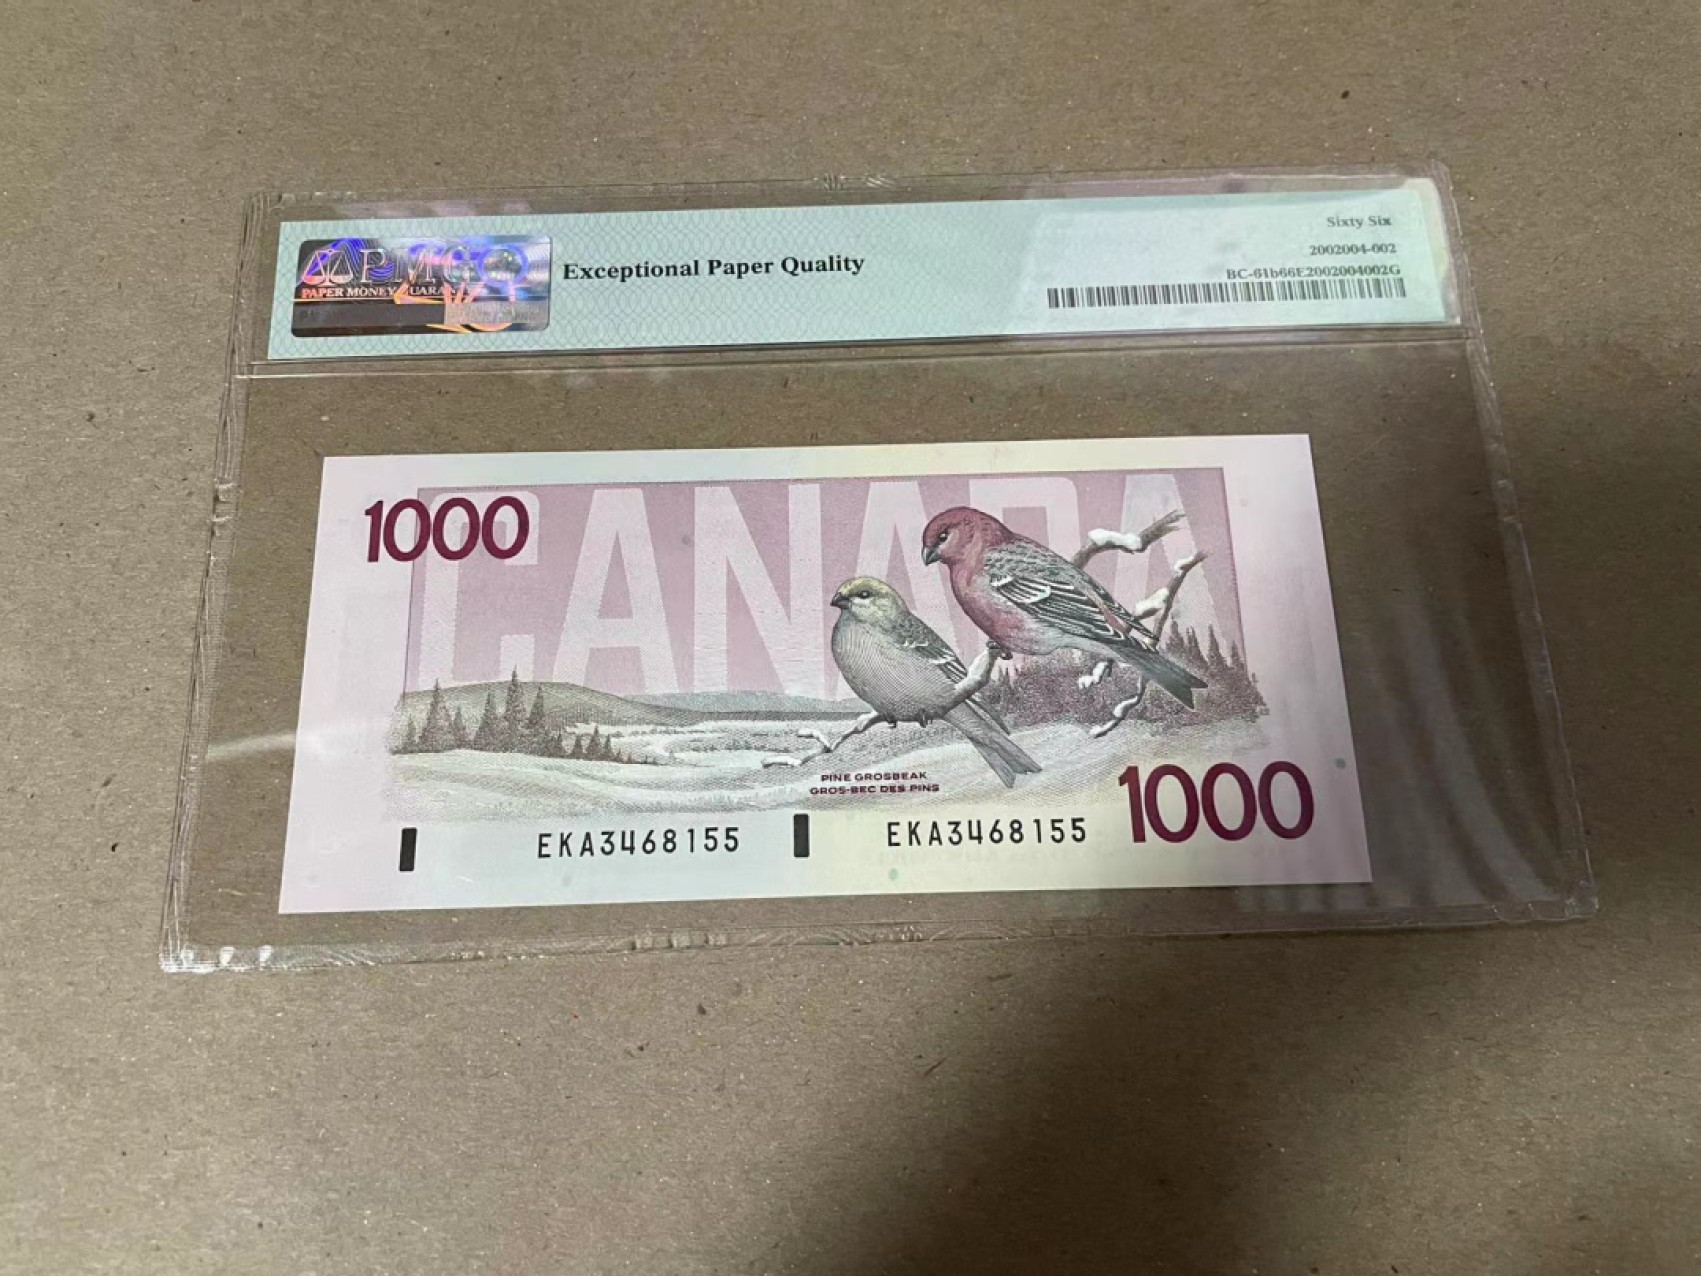 PMG
PAPER MONEY GUARANTY
Exceptional Paper Quality
Sixty Six
2002004-002
BC-61b66E2002004002G
1000
CANADA
PINE GROSBEAK
GROS-BEC DES PINS
EKA3468155
EKA3468155
1000